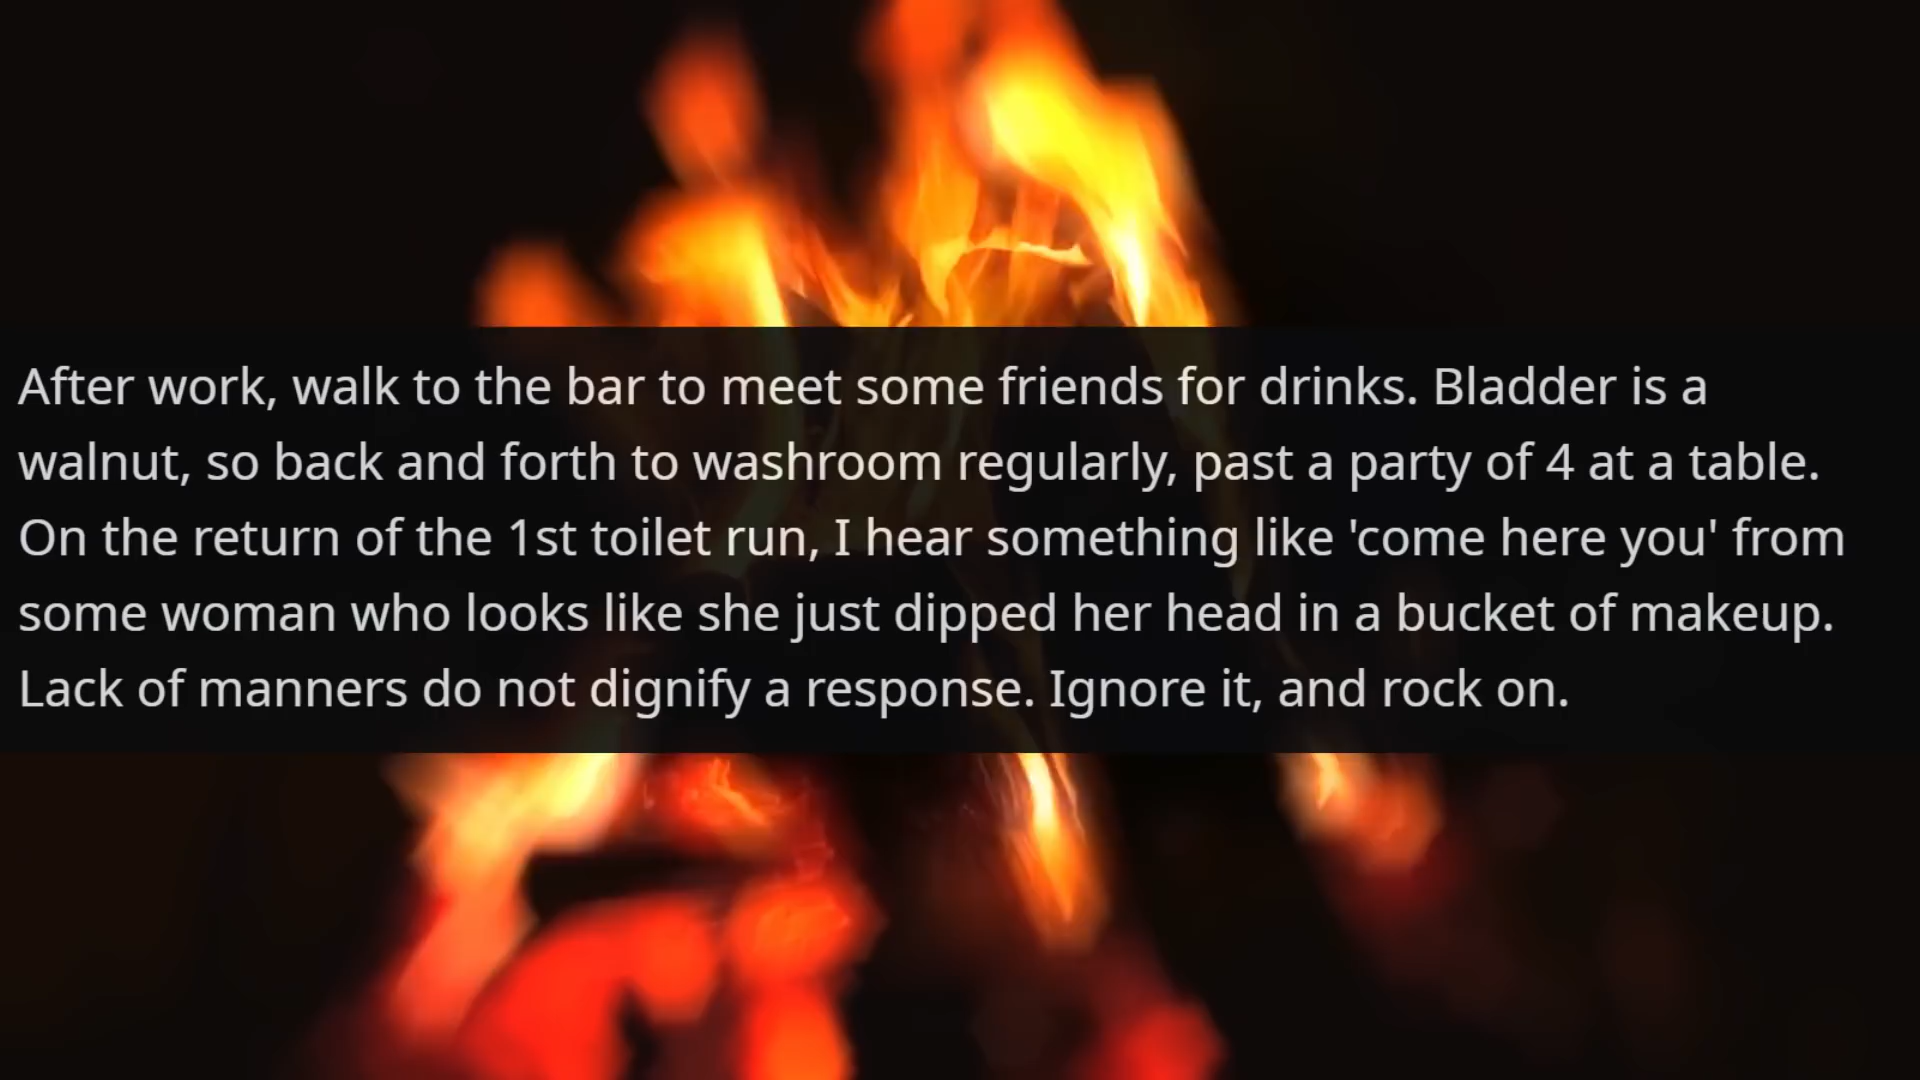 After work, walk to the bar to meet some friends for drinks. Bladder is a
walnut, so back and forth to washroom regularly, past a party of 4 at a table.
On the return of the 1st toilet run, I hear something like 'come here you' from
some woman who looks like she just dipped her head in a bucket of makeup.
Lack of manners do not dignify a response. Ignore it, and rock on.